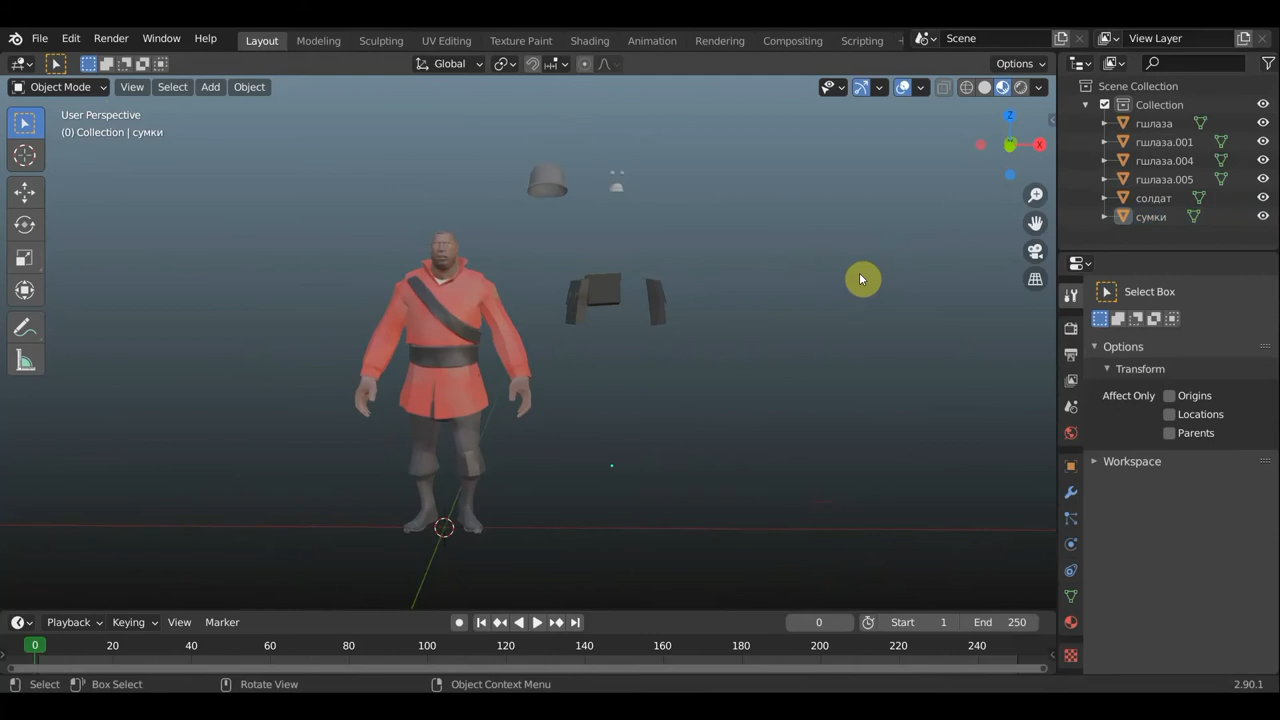 File Edit Render Window Help Layout Modeling Sculpting UV Editing Texture Paint Shading Animation Rendering Compositing Scripting Scene View Layer
Global Options
Object Mode View Select Add Object
User Perspective
(0) Collection | сумки
Z
X
Scene Collection
Collection
гшлаза
гшлаза.001
гшлаза.004
гшлаза.005
солдат
сумки
Select Box
Options
Transform
Affect Only Origins
Locations
Parents
Workspace
Playback Keying View Marker 0 Start 1 End 250
0 20 40 60 80 100 120 140 160 180 200 220 240
Select Box Select Rotate View Object Context Menu 2.90.1